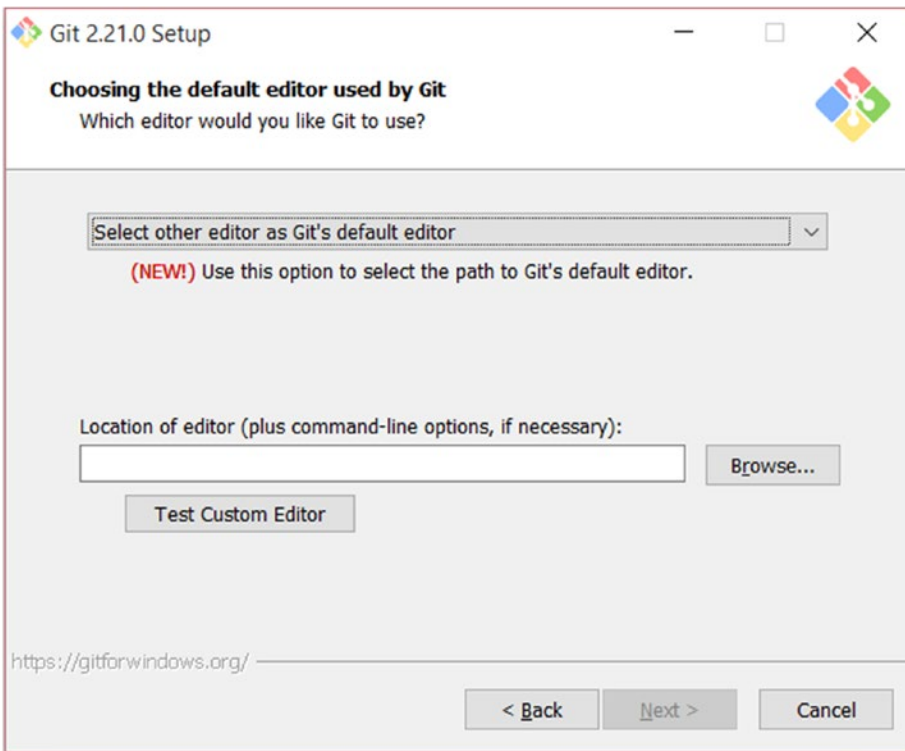 Git 2.21.0 Setup
Choosing the default editor used by Git
Which editor would you like Git to use?
Select other editor as Git's default editor
(NEW!) Use this option to select the path to Git's default editor.
Location of editor (plus command-line options, if necessary):
Browse...
Test Custom Editor
https://gitforwindows.org/
< Back Next > Cancel